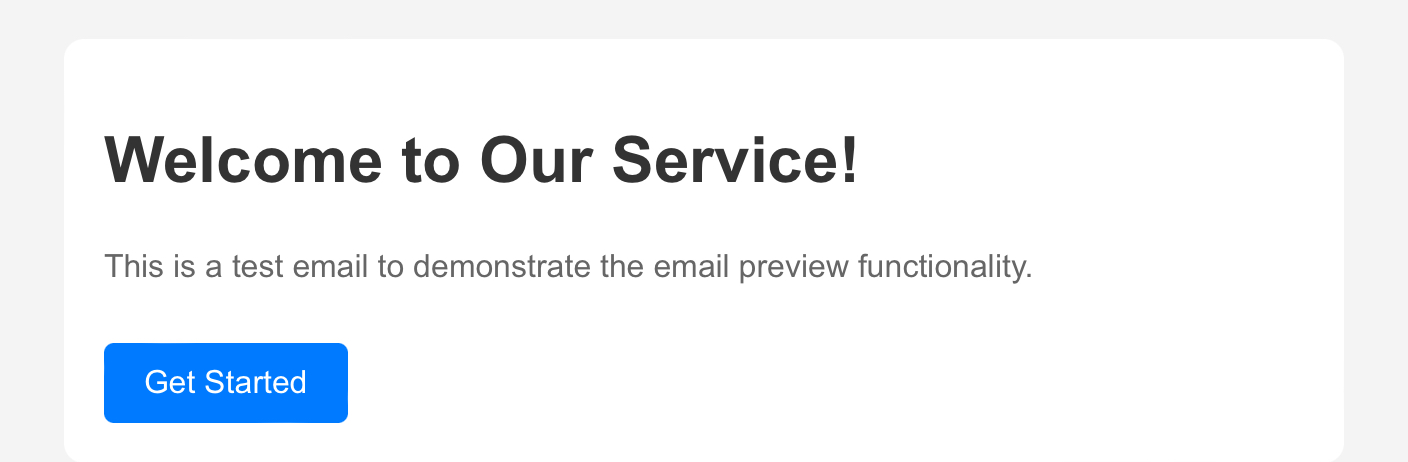 Welcome to Our Service!
This is a test email to demonstrate the email preview functionality.
Get Started